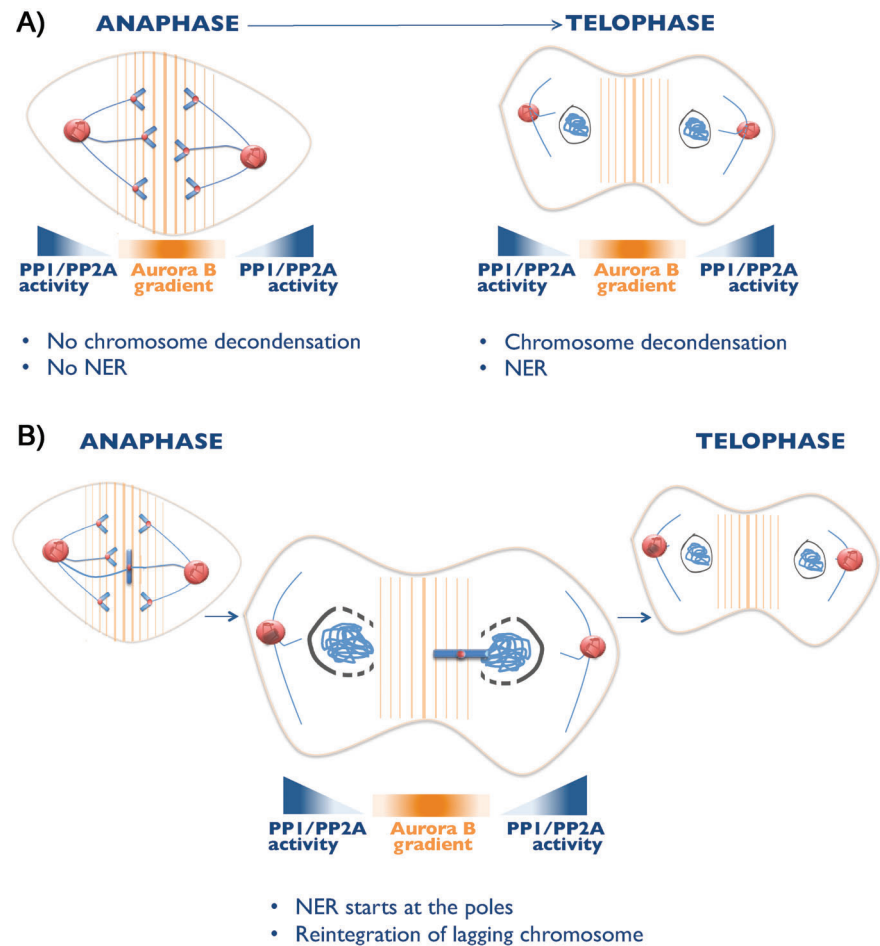 A)
ANAPHASE
TELOPHASE
PP1/PP2A
activity
Aurora B
gradient
PP1/PP2A
activity
PP1/PP2A
activity
Aurora B
gradient
PP1/PP2A
activity
• No chromosome decondensation
• No NER
• Chromosome decondensation
• NER
B)
ANAPHASE
TELOPHASE
PP1/PP2A
activity
Aurora B
gradient
PP1/PP2A
activity
• NER starts at the poles
• Reintegration of lagging chromosome